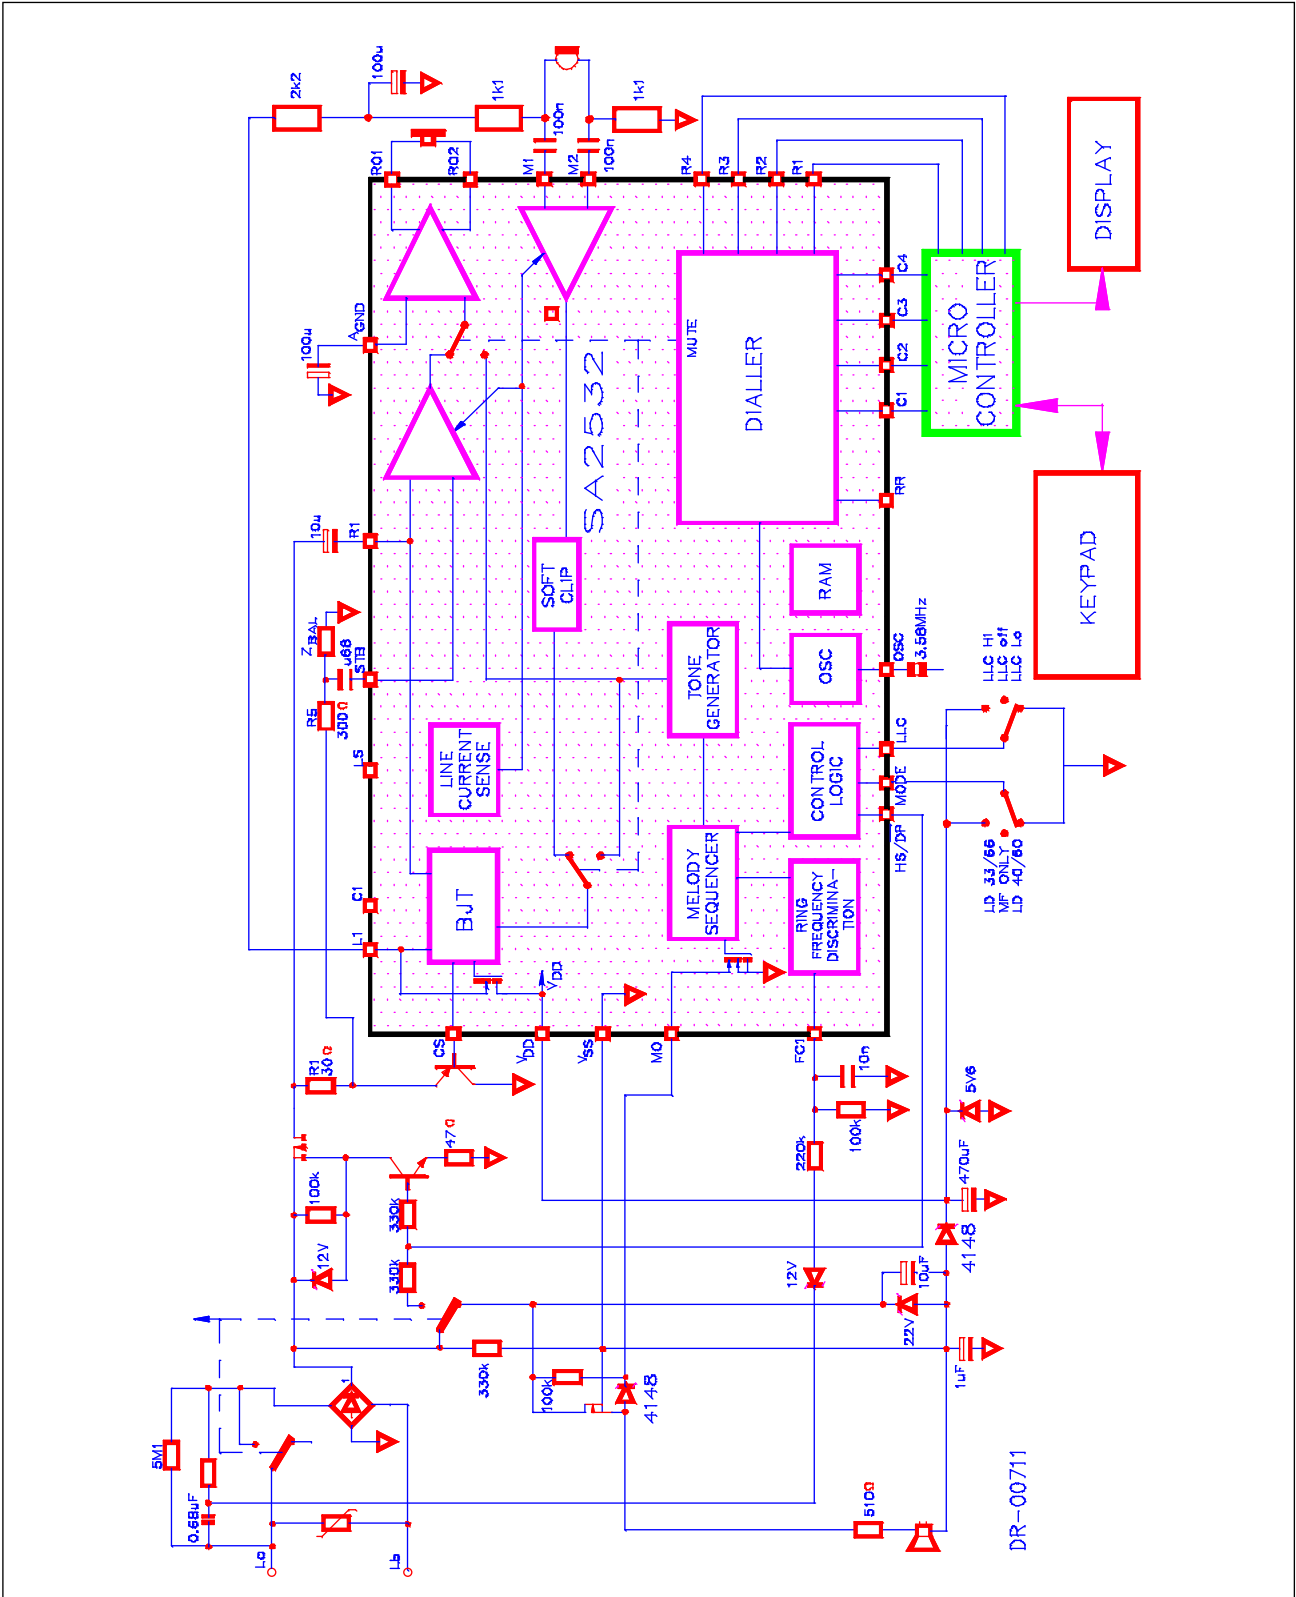 2k2
100u
1k1
100n
1k1
100n
RO1
RO2
M1
M2
R4
R3
R2
R1
C4
C3
C2
C1
RR
DISPLAY
MICRO
CONTROLLER
KEYPAD
100u
AGND
MUTE
DIALLER
SA2532
10u
R1
ZBAL
u68
STB
R5
300Ω
LS
SOFT
CLIP
LINE
CURRENT
SENSE
TONE
GENERATOR
RAM
OSC
OSC
3.58MHz
CONTROL
LOGIC
LLC
MODE
HS/DP
LLC HI
LLC off
LLC Lo
LD 33/66
MF ONLY
LD 40/60
C1
LI
BJT
MELODY
SEQUENCER
RING
FREQUENCY
DISCRIMINA-
TION
VDD
CS
VDD
VSS
MO
FC1
R1
30Ω
10n
100k
5V6
47Ω
220k
470uF
100k
330k
12V
330k
12V
4148
10uF
22V
330k
100k
4148
1uF
1
5M1
0.68uF
510Ω
La
Lb
DR-00711